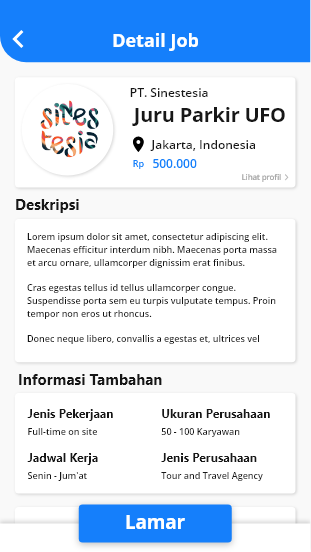 Detail Job
sines
tesia
PT. Sinestesia
Juru Parkir UFO
Jakarta, Indonesia
Rp 500.000
Lihat profil
Deskripsi
Lorem ipsum dolor sit amet, consectetur adipiscing elit.
Maecenas efficitur interdum nibh. Maecenas porta massa
et arcu ornare, ullamcorper dignissim erat finibus.
Cras egestas tellus id tellus ullamcorper congue.
Suspendisse porta sem eu turpis vulputate tempus. Proin
tempor non eros ut rhoncus.
Donec neque libero, convallis a egestas et, ultrices vel
Informasi Tambahan
Jenis Pekerjaan Ukuran Perusahaan
Full-time on site 50 - 100 Karyawan
Jadwal Kerja Jenis Perusahaan
Senin - Jum'at Tour and Travel Agency
Lamar